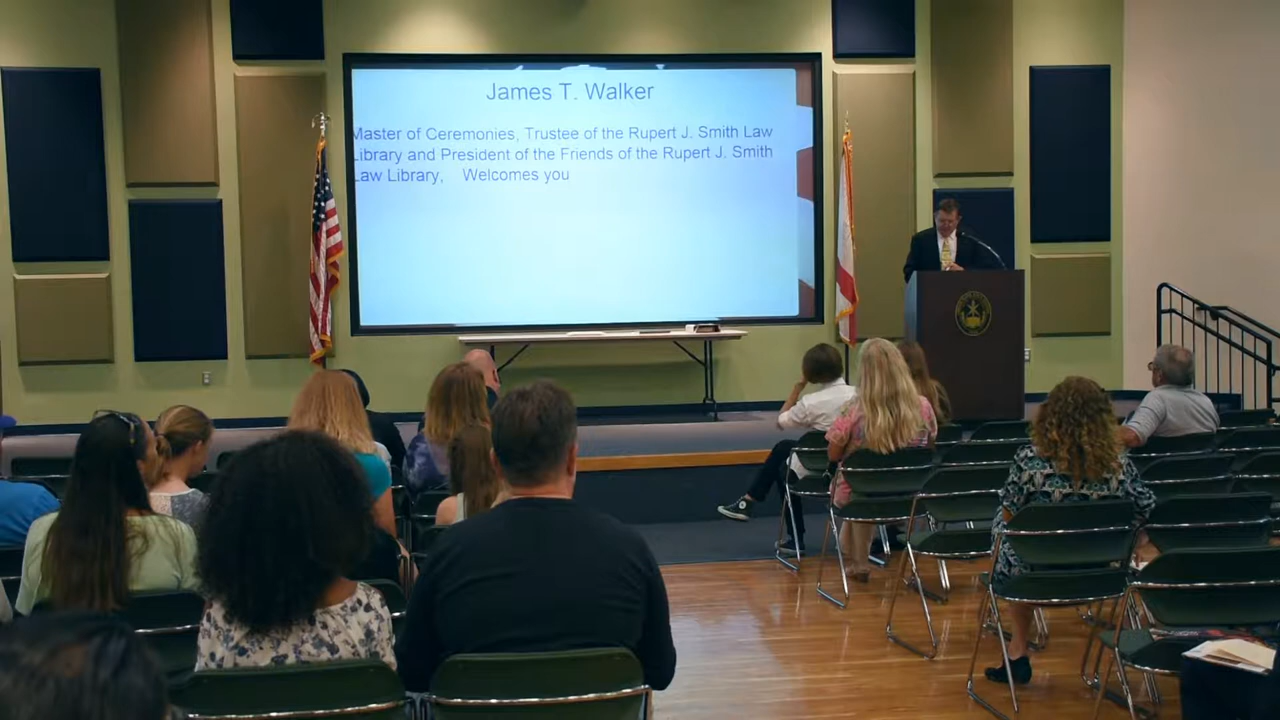 James T. Walker
Master of Ceremonies, Trustee of the Rupert J. Smith Law
Library and President of the Friends of the Rupert J. Smith
Law Library, Welcomes you